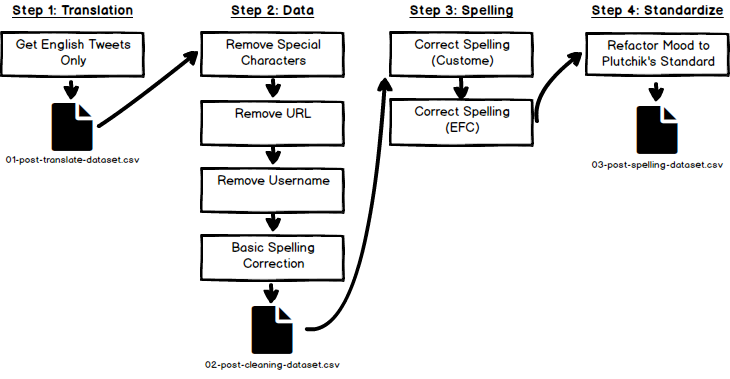 Step 1: Translation
Get English Tweets
Only
01-post-translate-dataset.csv
Step 2: Data
Remove Special
Characters
Remove URL
Remove Username
Basic Spelling
Correction
02-post-cleaning-dataset.csv
Step 3: Spelling
Correct Spelling
(Custome)
Correct Spelling
(EFC)
Step 4: Standardize
Refactor Mood to
Plutchik's Standard
03-post-spelling-dataset.csv